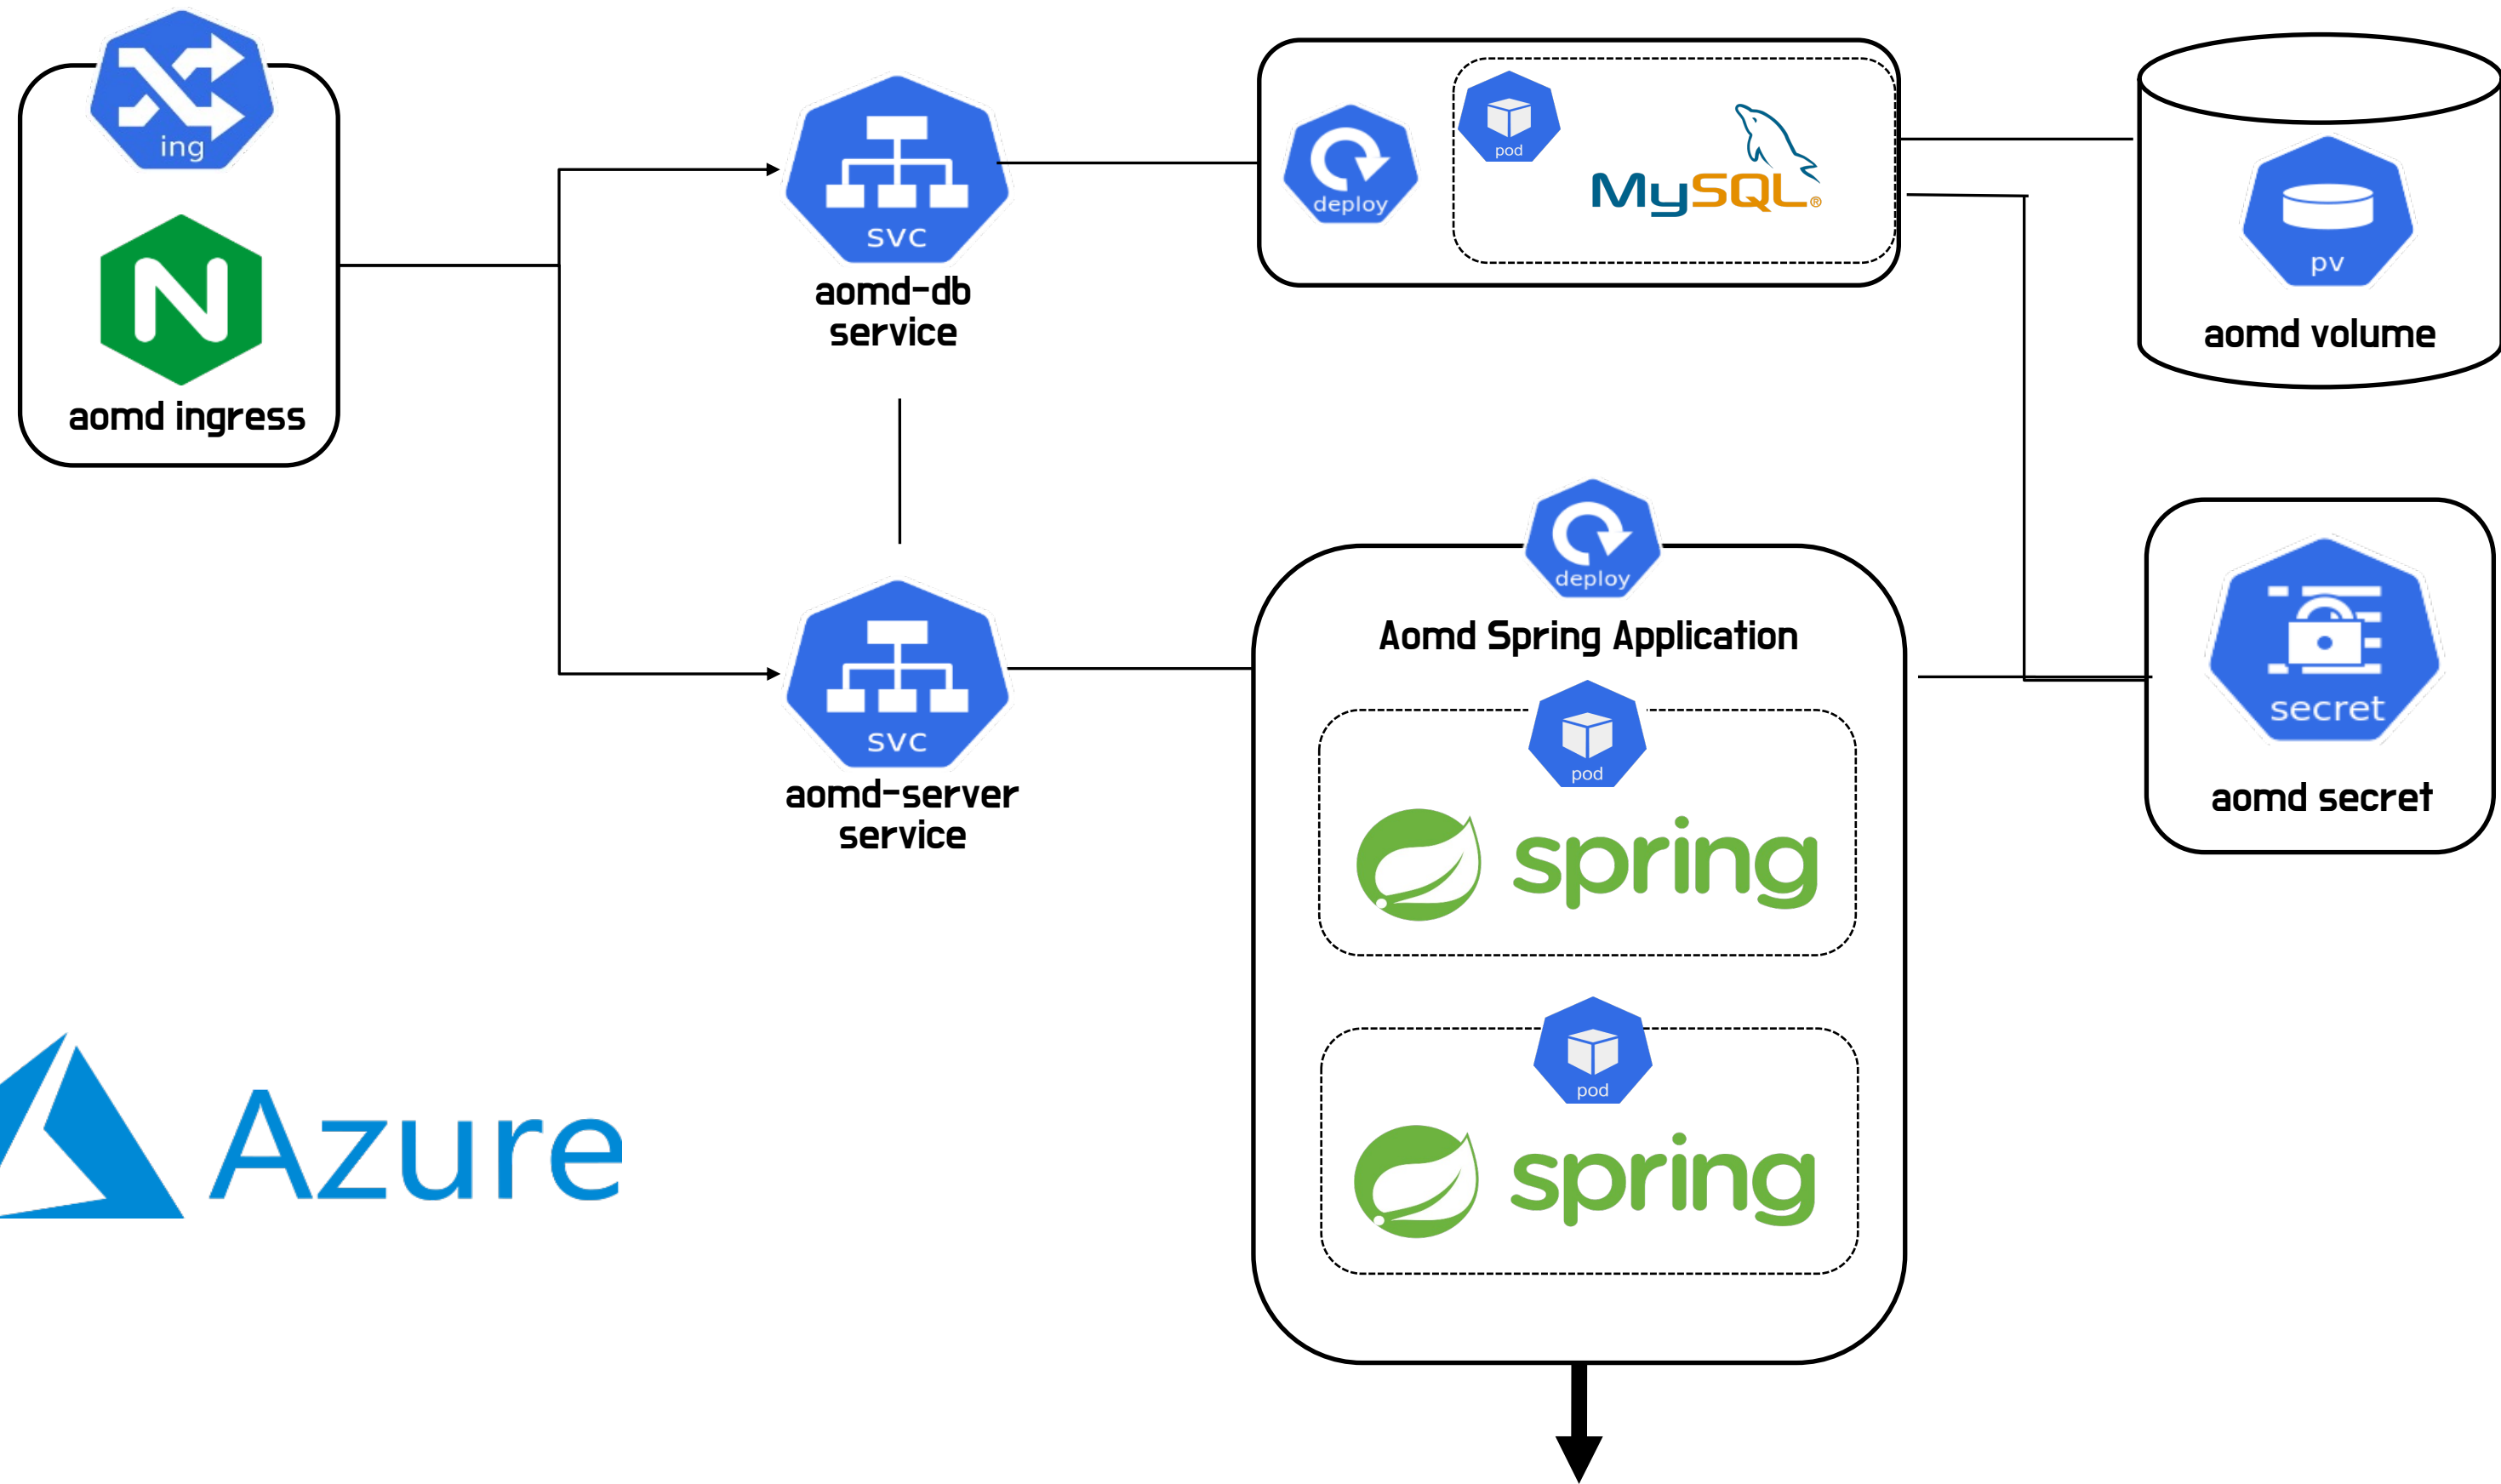 ing
aomd ingress
svc
aomd-db
service
deploy
pod
MySQL®
pv
aomd volume
svc
aomd-server
service
deploy
Aomd Spring Application
pod
spring
pod
spring
secret
aomd secret
Azure